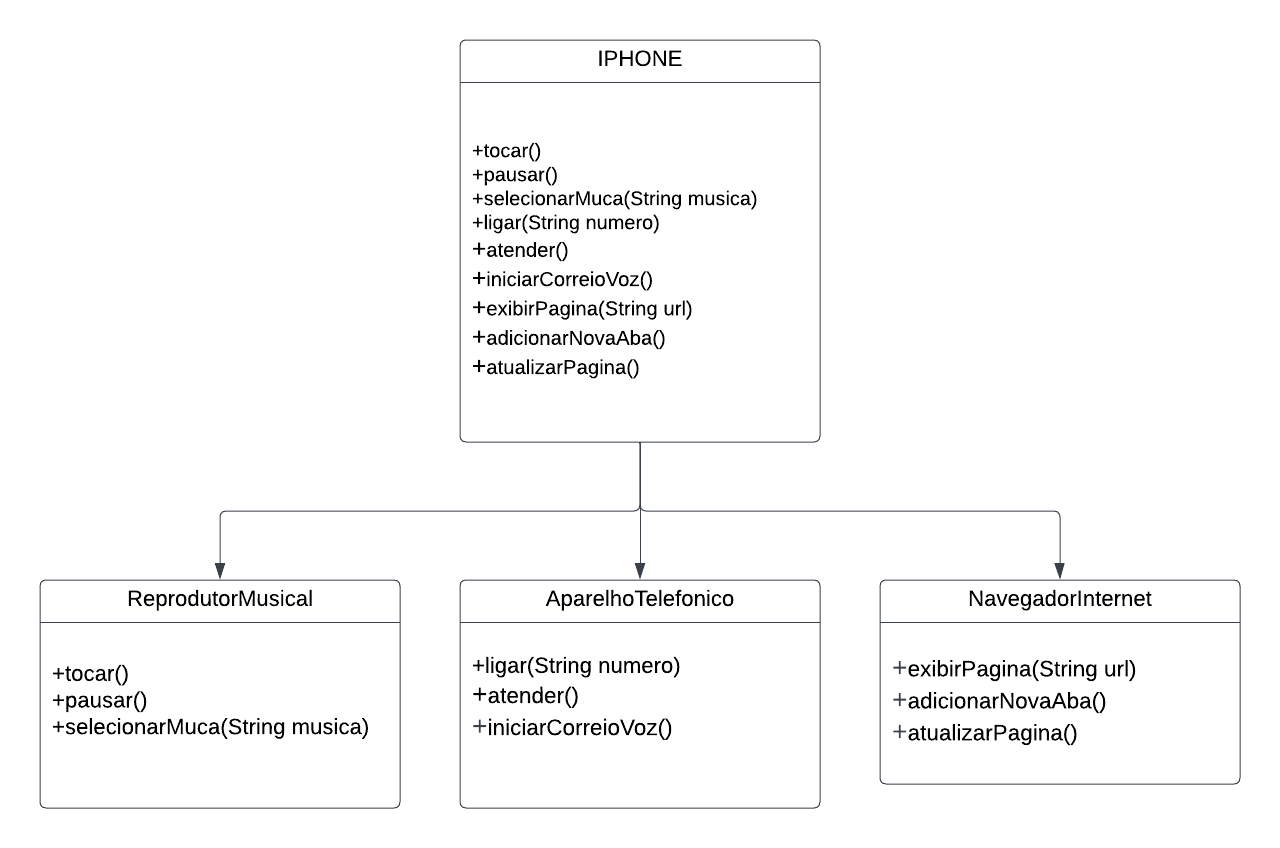 IPHONE
+tocar()
+pausar()
+selecionarMuca(String musica)
+ligar(String numero)
+atender()
+iniciarCorreioVoz()
+exibirPagina(String url)
+adicionarNovaAba()
+atualizarPagina()
ReprodutorMusical
+tocar()
+pausar()
+selecionarMuca(String musica)
AparelhoTelefonico
+ligar(String numero)
+atender()
+iniciarCorreioVoz()
NavegadorInternet
+exibirPagina(String url)
+adicionarNovaAba()
+atualizarPagina()